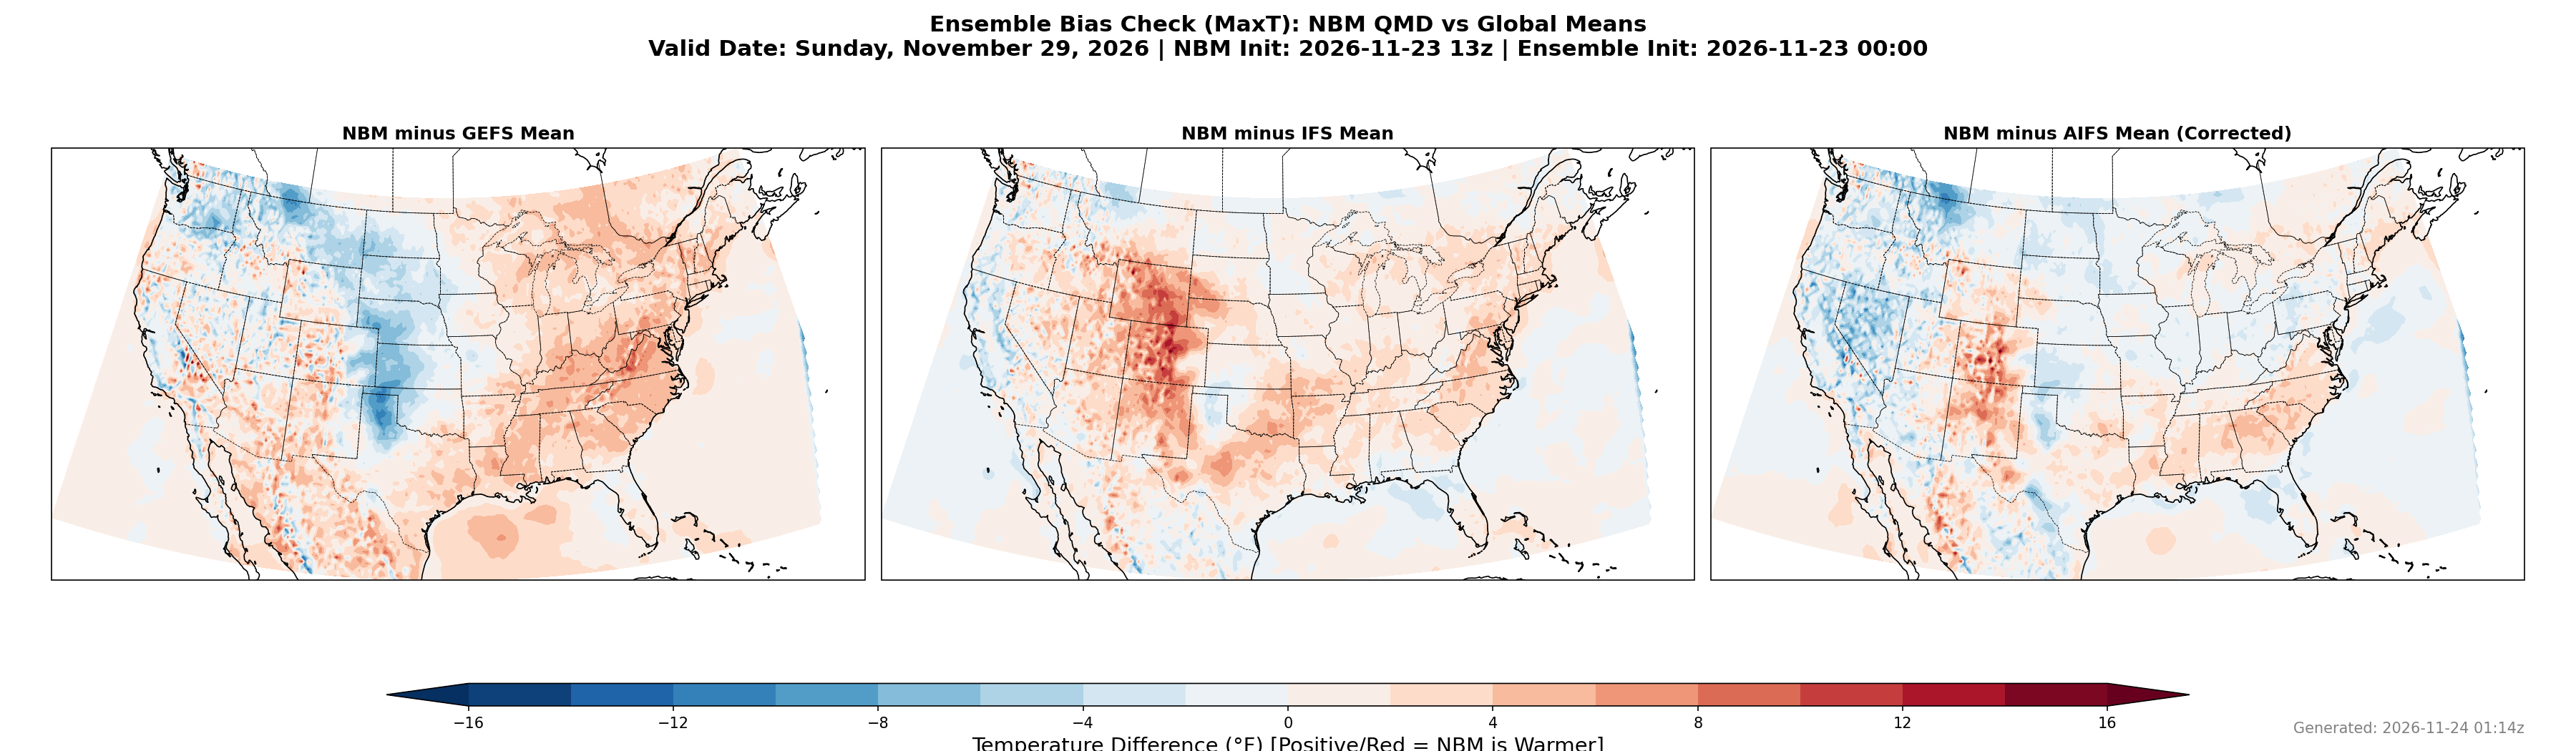 Ensemble Bias Check (MaxT): NBM QMD vs Global Means
Valid Date: Sunday, November 29, 2026 | NBM Init: 2026-11-23 13z | Ensemble Init: 2026-11-23 00:00
NBM minus GEFS Mean
NBM minus IFS Mean
NBM minus AIFS Mean (Corrected)
−16 −12 −8 −4 0 4 8 12 16
Temperature Difference (°F) [Positive/Red = NBM is Warmer]
Generated: 2026-11-24 01:14z